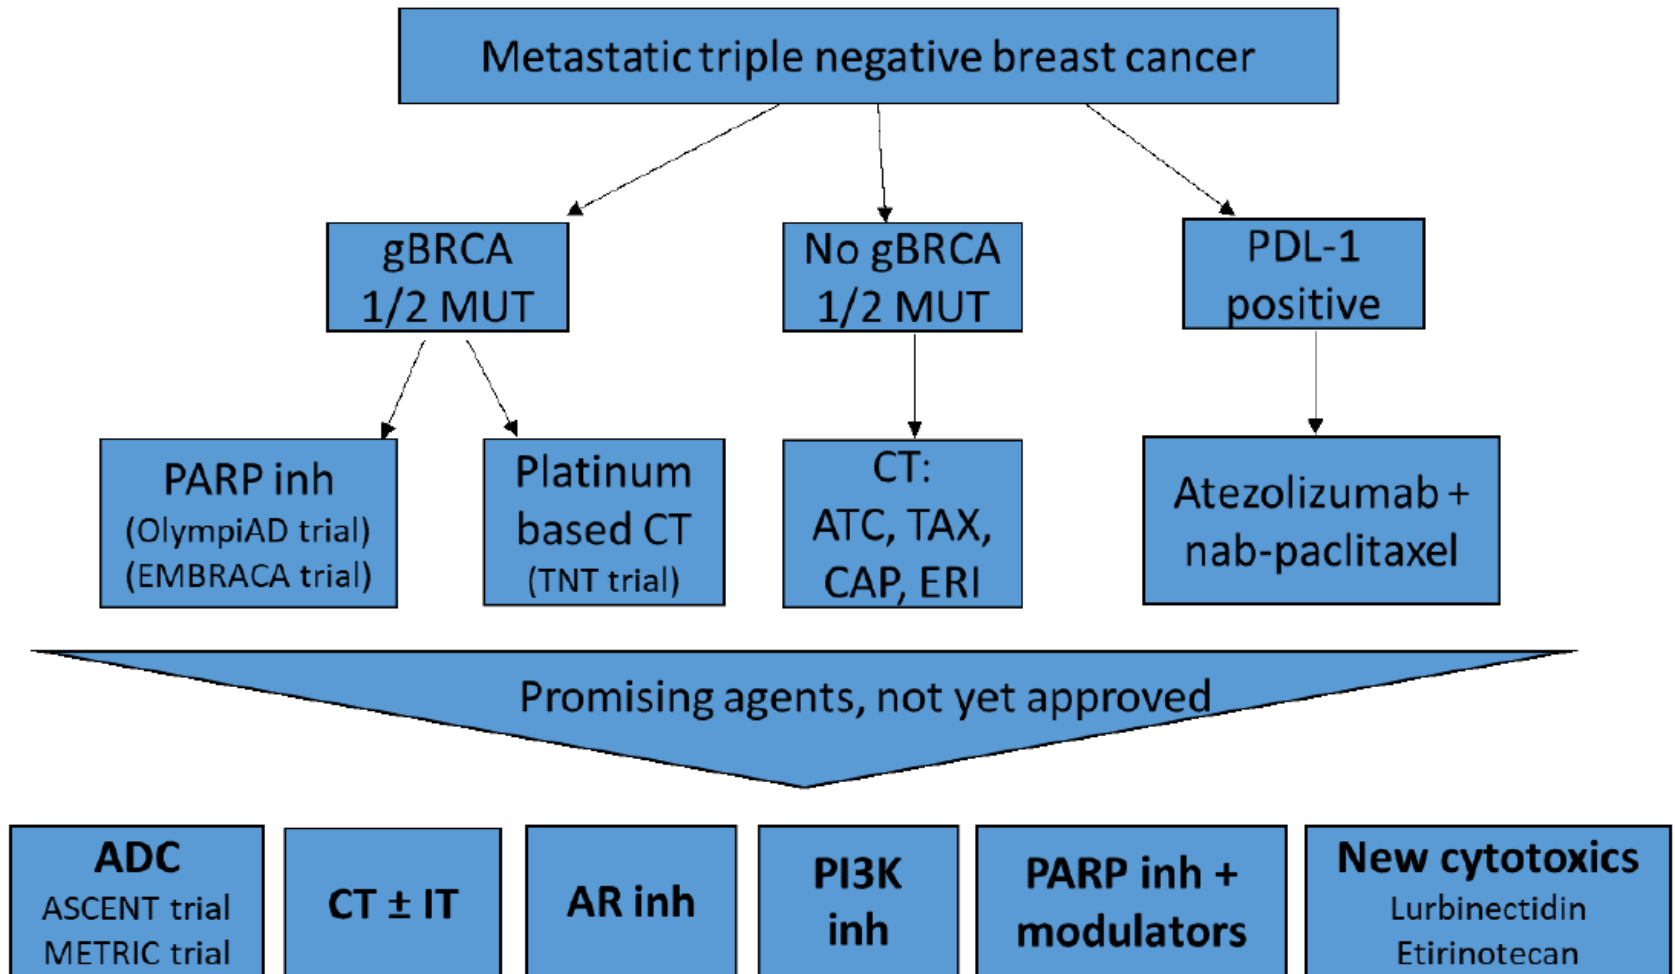 Metastatic triple negative breast cancer
gBRCA
1/2 MUT
No gBRCA
1/2 MUT
PDL-1
positive
PARP inh
(OlympiAD trial)
(EMBRACA trial)
Platinum
based CT
(TNT trial)
CT:
ATC, TAX,
CAP, ERI
Atezolizumab +
nab-paclitaxel
Promising agents, not yet approved
ADC
ASCENT trial
METRIC trial
CT ± IT
AR inh
PI3K
inh
PARP inh +
modulators
New cytotoxics
Lurbinectidin
Etirinotecan